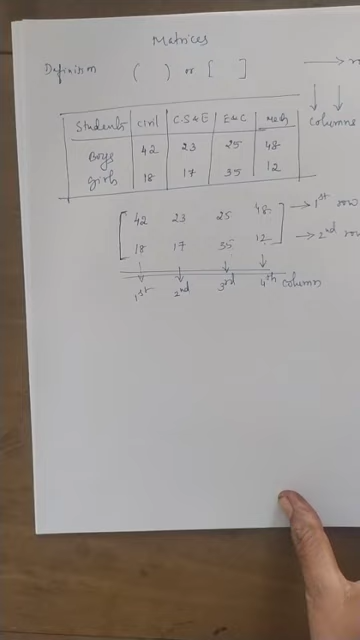 Matrices
Definition ( ) or [ ] →
↓ ↓ columns
Students Civil C.S & E E & C Mech
Boys 42 23 25 48
Girls 18 17 35 12
42 23 25 48 → 1st row
18 17 35 12 → 2nd row
1st 2nd 3rd 4th column